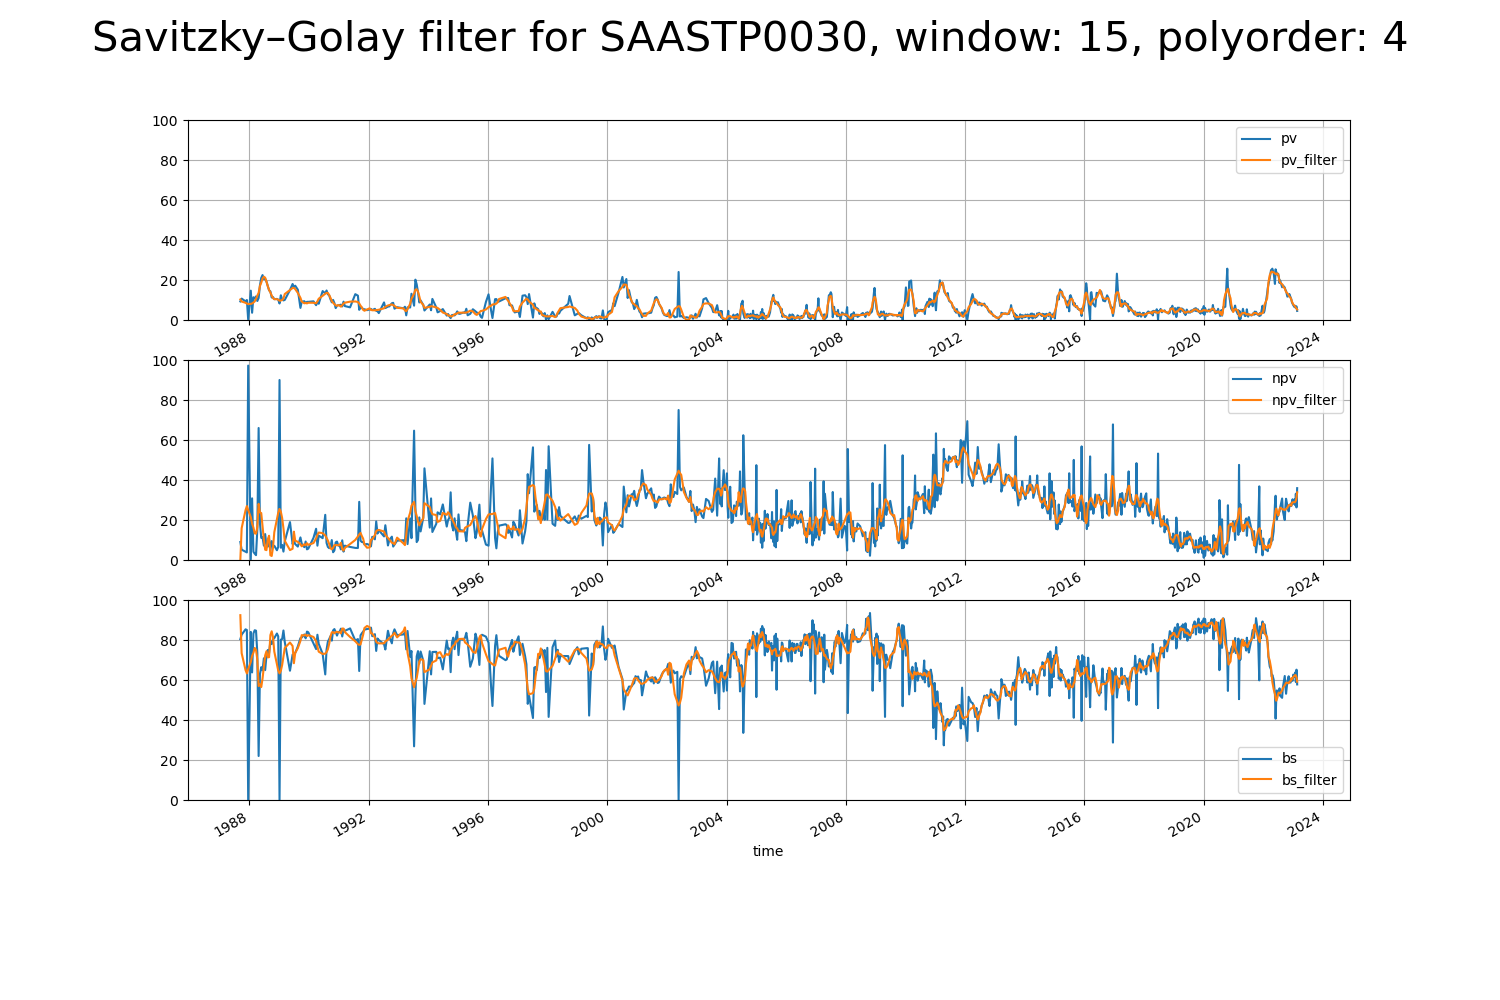 Savitzky–Golay filter for SAASTP0030, window: 15, polyorder: 4
100
80
60
40
20
0
pv
pv_filter
1988 1992 1996 2000 2004 2008 2012 2016 2020 2024
100
80
60
40
20
0
npv
npv_filter
1988 1992 1996 2000 2004 2008 2012 2016 2020 2024
100
80
60
40
20
0
bs
bs_filter
1988 1992 1996 2000 2004 2008 2012 2016 2020 2024
time